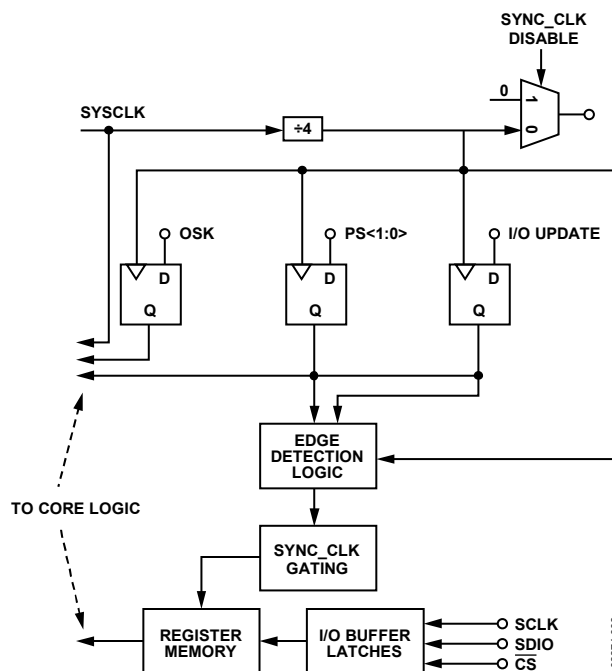 SYNC_CLK
DISABLE
0
1
0
SYSCLK
÷4
OSK
PS<1:0>
I/O UPDATE
D
Q
D
Q
D
Q
EDGE
DETECTION
LOGIC
TO CORE LOGIC
SYNC_CLK
GATING
REGISTER
MEMORY
I/O BUFFER
LATCHES
SCLK
SDIO
CS